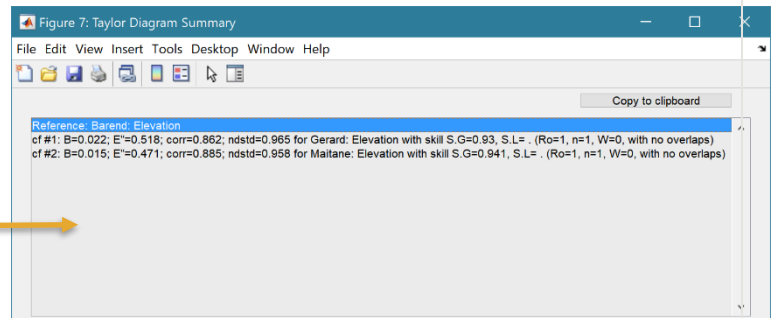 Figure 7: Taylor Diagram Summary
File Edit View Insert Tools Desktop Window Help
Copy to clipboard
Reference: Barend: Elevation
cf #1: B=0.022; E"=0.518; corr=0.862; ndstd=0.965 for Gerard: Elevation with skill S.G=0.93, S.L= . (Ro=1, n=1, W=0, with no overlaps)
cf #2: B=0.015; E"=0.471; corr=0.885; ndstd=0.958 for Maitane: Elevation with skill S.G=0.941, S.L= . (Ro=1, n=1, W=0, with no overlaps)